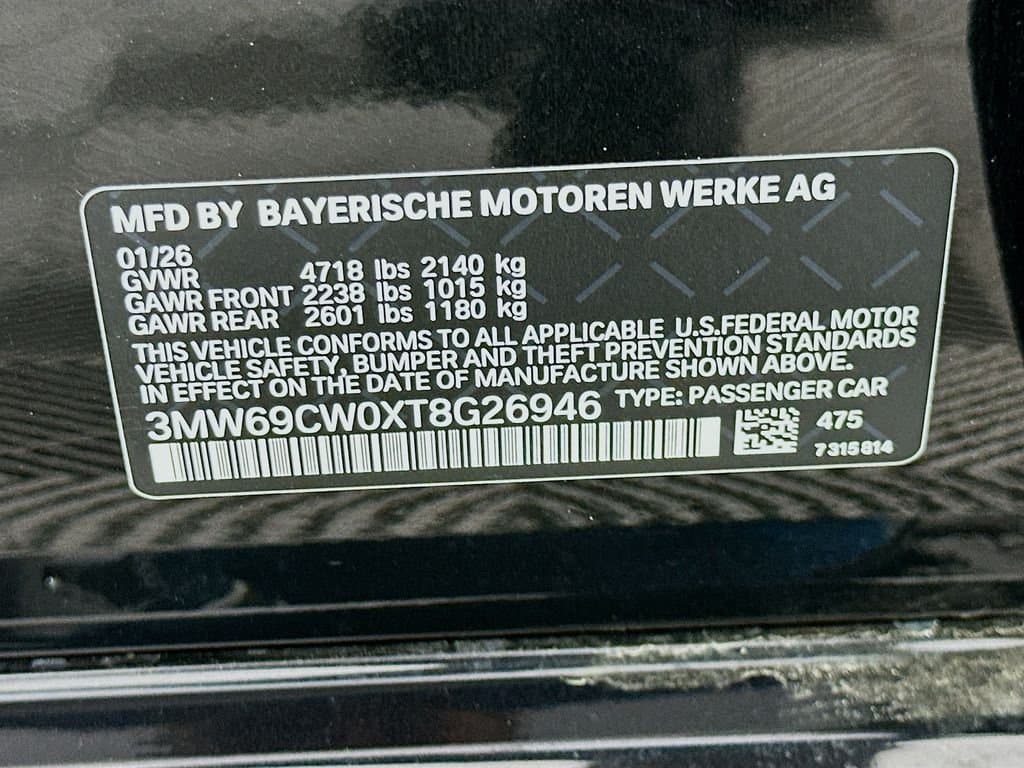 MFD BY BAYERISCHE MOTOREN WERKE AG
01/26
GVWR 4718 lbs 2140 kg
GAWR FRONT 2238 lbs 1015 kg
GAWR REAR 2601 lbs 1180 kg
THIS VEHICLE CONFORMS TO ALL APPLICABLE U.S.FEDERAL MOTOR
VEHICLE SAFETY, BUMPER AND THEFT PREVENTION STANDARDS
IN EFFECT ON THE DATE OF MANUFACTURE SHOWN ABOVE.
3MW69CW0XT8G26946 TYPE: PASSENGER CAR
475
7315814